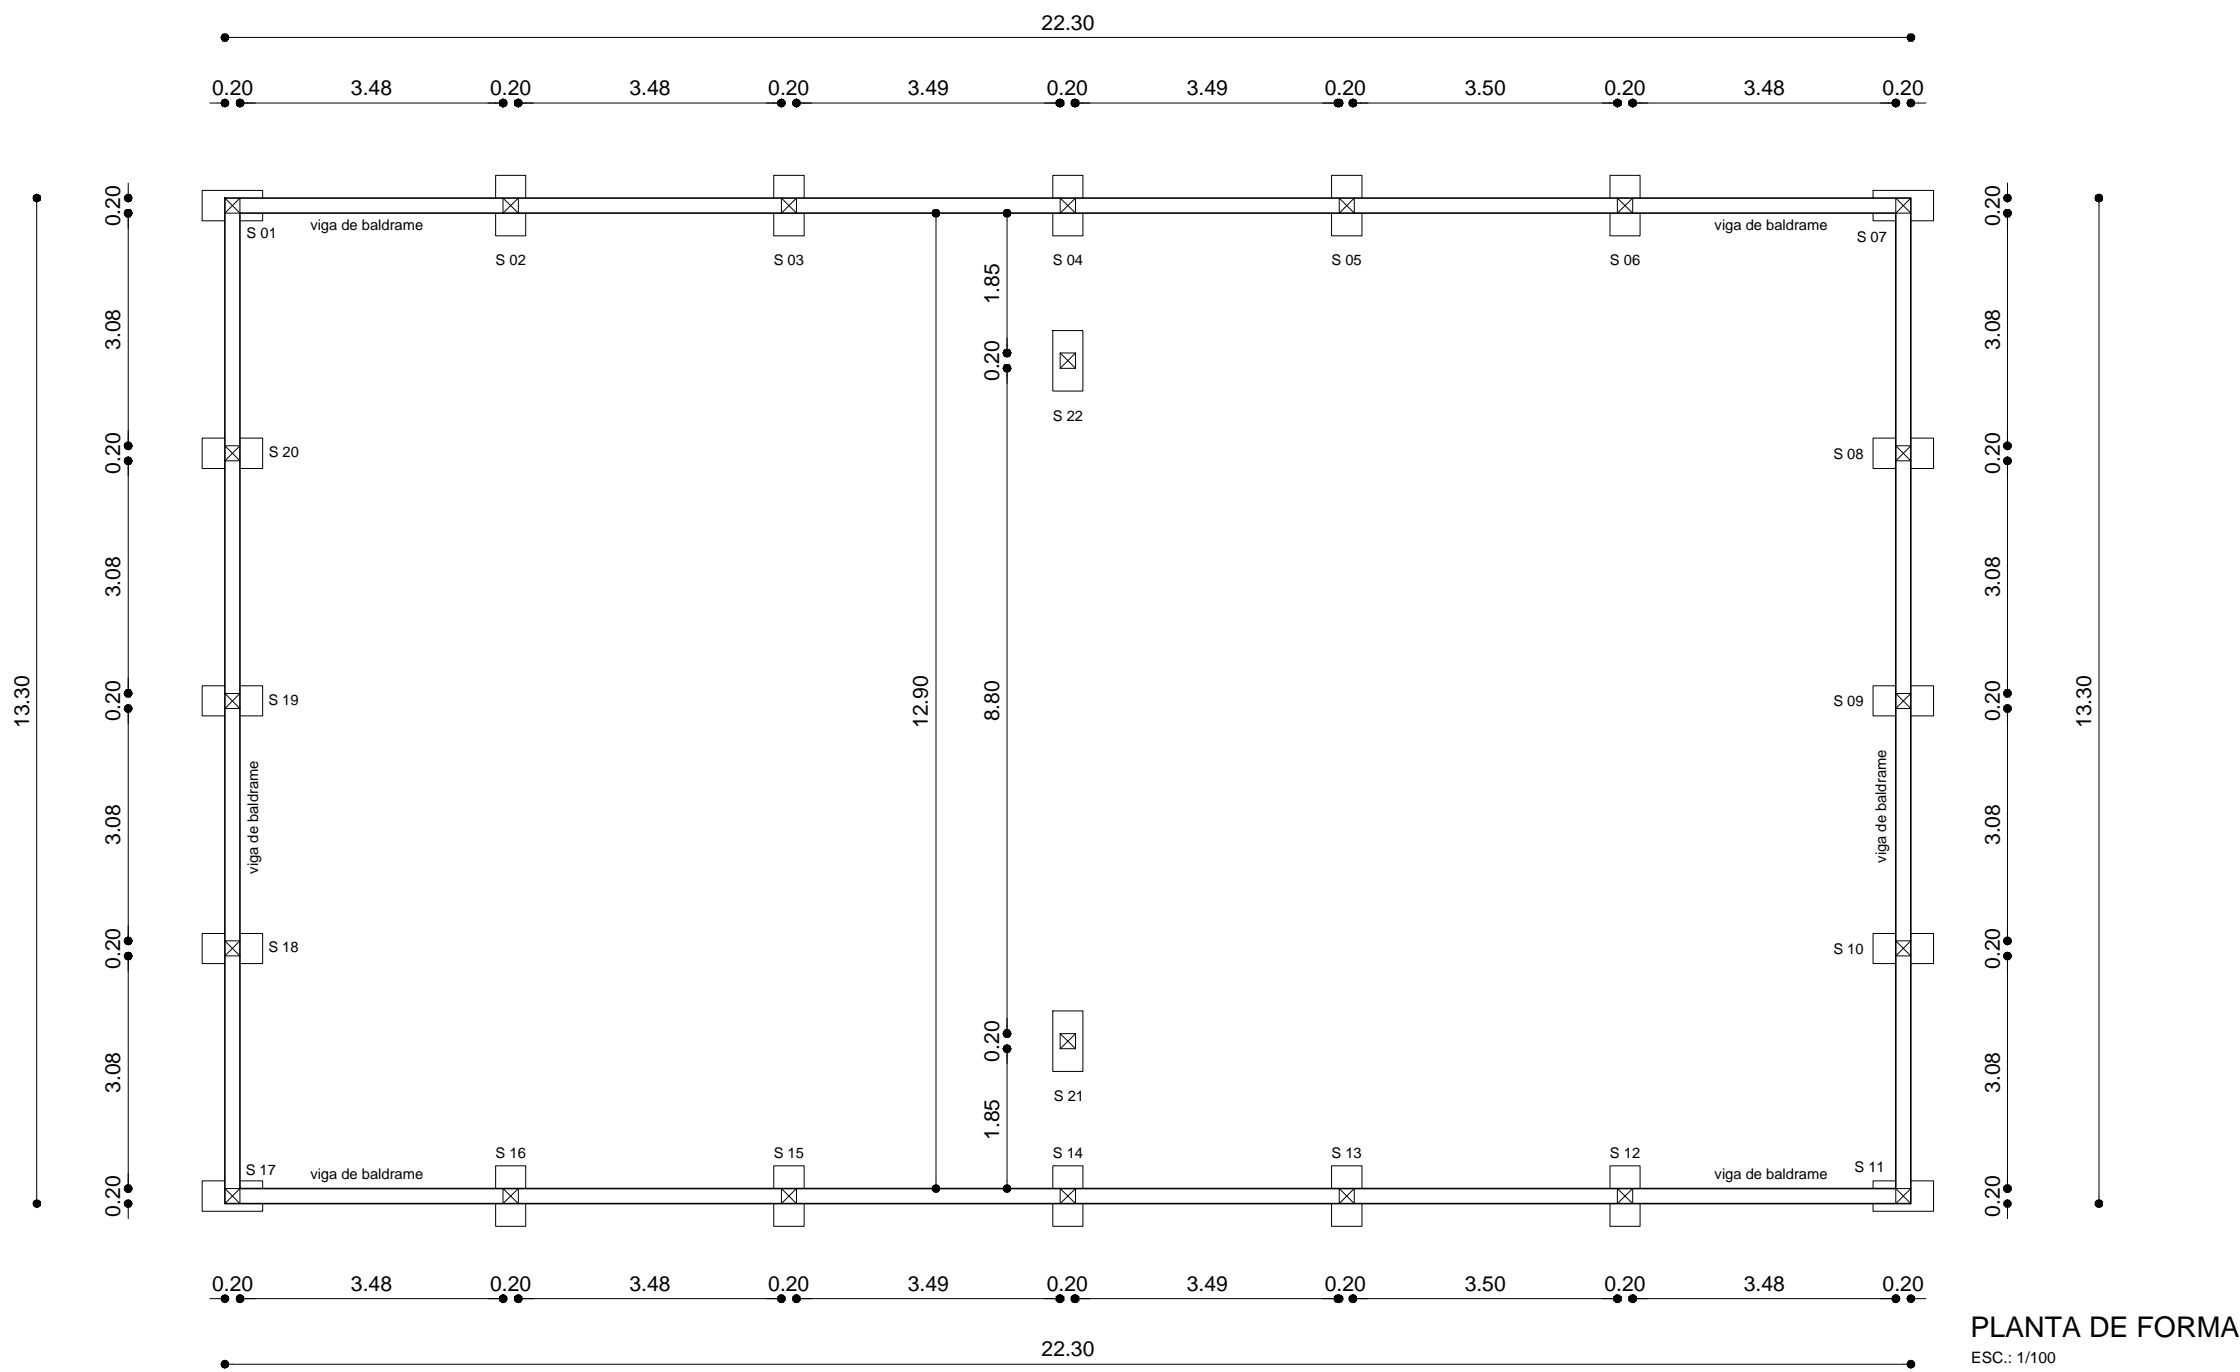 22.30
0.20 3.48 0.20 3.48 0.20 3.49 0.20 3.49 0.20 3.50 0.20 3.48 0.20
0.20 0.20
S 01 viga de baldrame viga de baldrame S 07
S 02 S 03 S 04 S 05 S 06
1.85
3.08 3.08
0.20
S 22
0.20 S 20 S 08 0.20
3.08 3.08
13.30 0.20 S 19 12.90 8.80 S 09 0.20 13.30
3.08 viga de baldrame viga de baldrame 3.08
0.20 S 18 S 10 0.20
0.20
3.08 3.08
S 21
1.85
S 16 S 15 S 14 S 13 S 12
S 17 viga de baldrame viga de baldrame S 11
0.20 0.20
0.20 3.48 0.20 3.48 0.20 3.49 0.20 3.49 0.20 3.50 0.20 3.48 0.20
22.30
PLANTA DE FORMA
ESC.: 1/100